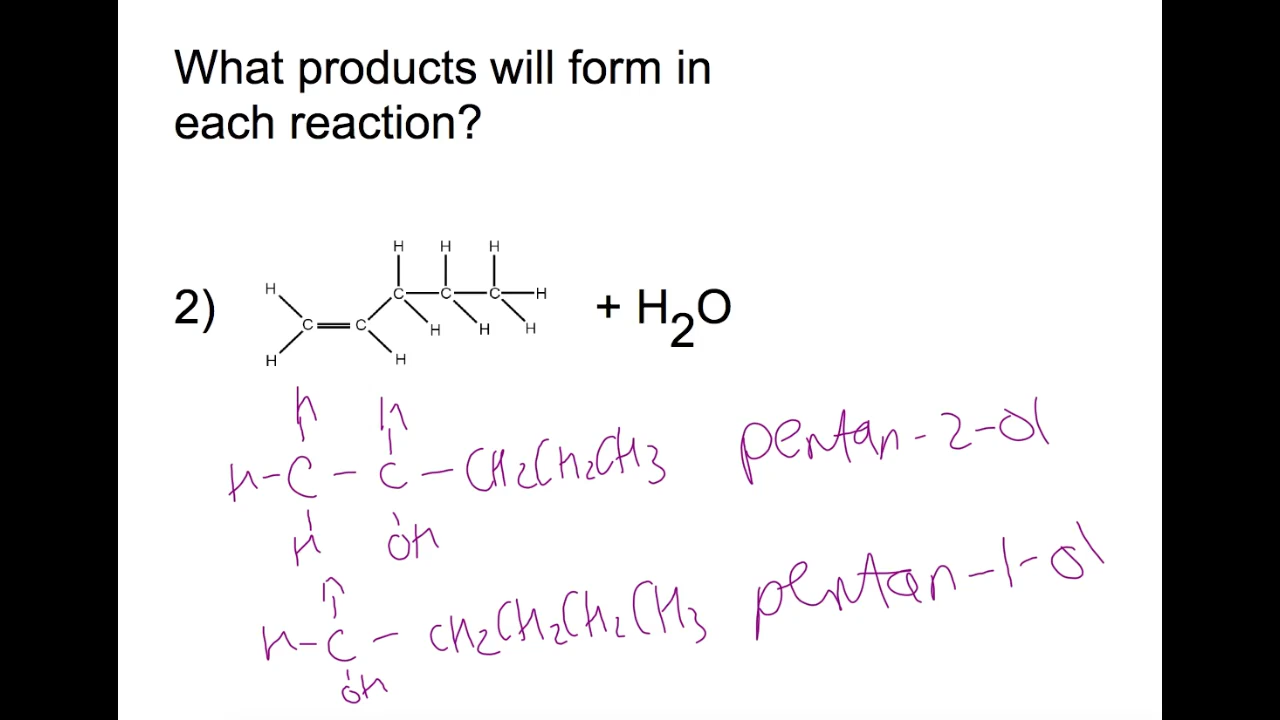 What products will form in
each reaction?
H H H
H C C C H
2) C C + H2O
H H H
H H
H H
H-C-C-CH2CH2CH3 pentan-2-ol
H OH
H
H-C-CH2CH2CH2CH3 pentan-1-ol
OH